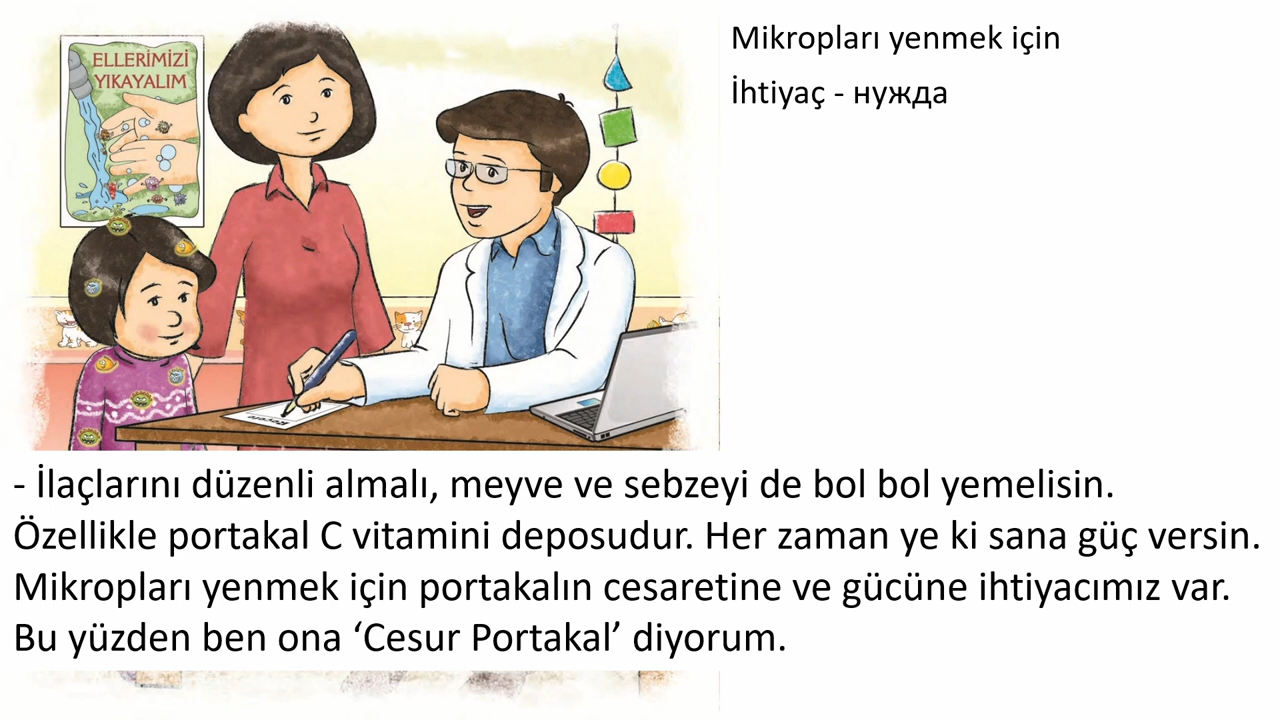 ELLERİMİZİ
YIKAYALIM
Mikropları yenmek için
İhtiyaç - нужда
Reçete
- İlaçlarını düzenli almalı, meyve ve sebzeyi de bol bol yemelisin.
Özellikle portakal C vitamini deposudur. Her zaman ye ki sana güç versin.
Mikropları yenmek için portakalın cesaretine ve gücüne ihtiyacımız var.
Bu yüzden ben ona ‘Cesur Portakal’ diyorum.